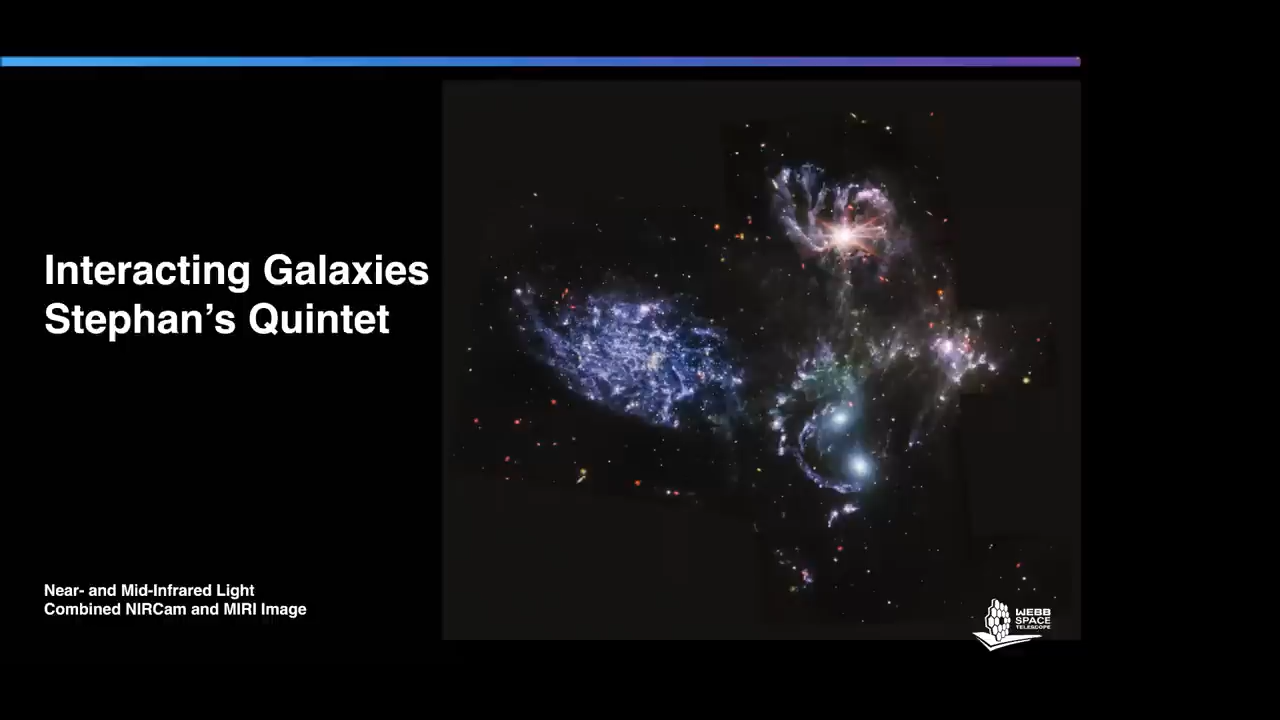 Interacting Galaxies
Stephan’s Quintet
Near- and Mid-Infrared Light
Combined NIRCam and MIRI Image
WEBB
SPACE
TELESCOPE